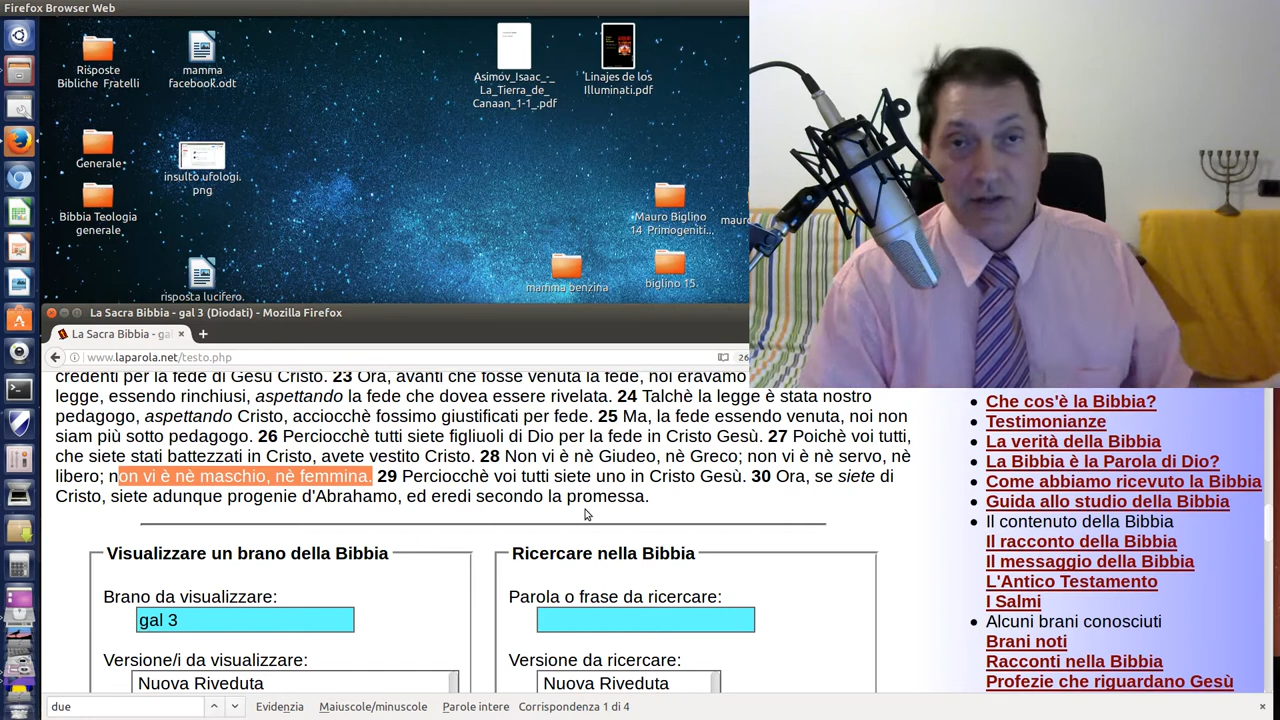 Firefox Browser Web
Risposte
Bibliche Fratelli
mamma
facebook.odt
Asimov_Isaac_-_
La_Tierra_de_
Canaan_1-1_.pdf
Linajes de los
Illuminati.pdf
Generale
insulto ufologi.
png
Bibbia Teologia
generale
Mauro Biglino
14 Primogeniti...
risposta lucifero.
mamma benzina
biglino 15.
La Sacra Bibbia - gal 3 (Diodati) - Mozilla Firefox
La Sacra Bibbia - gal
www.laparola.net/testo.php
credenti per la fede di Gesù Cristo. 23 Ora, avanti che fosse venuta la fede, noi eravamo
legge, essendo rinchiusi, aspettando la fede che dovea essere rivelata. 24 Talchè la legge è stata nostro
pedagogo, aspettando Cristo, acciocchè fossimo giustificati per fede. 25 Ma, la fede essendo venuta, noi non
siam più sotto pedagogo. 26 Perciocchè tutti siete figliuoli di Dio per la fede in Cristo Gesù. 27 Poichè voi tutti,
che siete stati battezzati in Cristo, avete vestito Cristo. 28 Non vi è nè Giudeo, nè Greco; non vi è nè servo, nè
libero; non vi è nè maschio, nè femmina. 29 Perciocchè voi tutti siete uno in Cristo Gesù. 30 Ora, se siete di
Cristo, siete adunque progenie d'Abrahamo, ed eredi secondo la promessa.
Visualizzare un brano della Bibbia
Brano da visualizzare:
gal 3
Versione/i da visualizzare:
Nuova Riveduta
Ricercare nella Bibbia
Parola o frase da ricercare:
Versione da ricercare:
Nuova Riveduta
Che cos'è la Bibbia?
Testimonianze
La verità della Bibbia
La Bibbia è la Parola di Dio?
Come abbiamo ricevuto la Bibbia
Guida allo studio della Bibbia
Il contenuto della Bibbia
Il racconto della Bibbia
Il messaggio della Bibbia
L'Antico Testamento
I Salmi
Alcuni brani conosciuti
Brani noti
Racconti nella Bibbia
Profezie che riguardano Gesù
due
Evidenzia
Maiuscole/minuscole
Parole intere
Corrispondenza 1 di 4